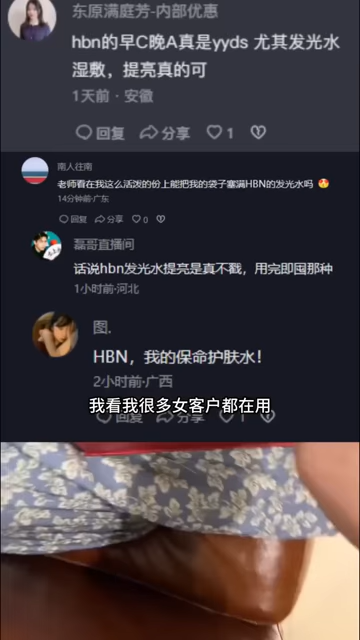 东原满庭芳-内部优惠
hbn的早C晚A真是yyds 尤其发光水
湿敷，提亮真的可
1天前 · 安徽
回复 分享 1
南人往南
老师看在我这么活泼的份上能把我的袋子塞满HBN的发光水吗 😍
14分钟前·广东
回复 分享 0
磊哥直播间
话说hbn发光水提亮是真不戳，用完即囤那种
1小时前·河北
图.
HBN，我的保命护肤水！
2小时前·广西
我看我很多女客户都在用
回复 分享 1